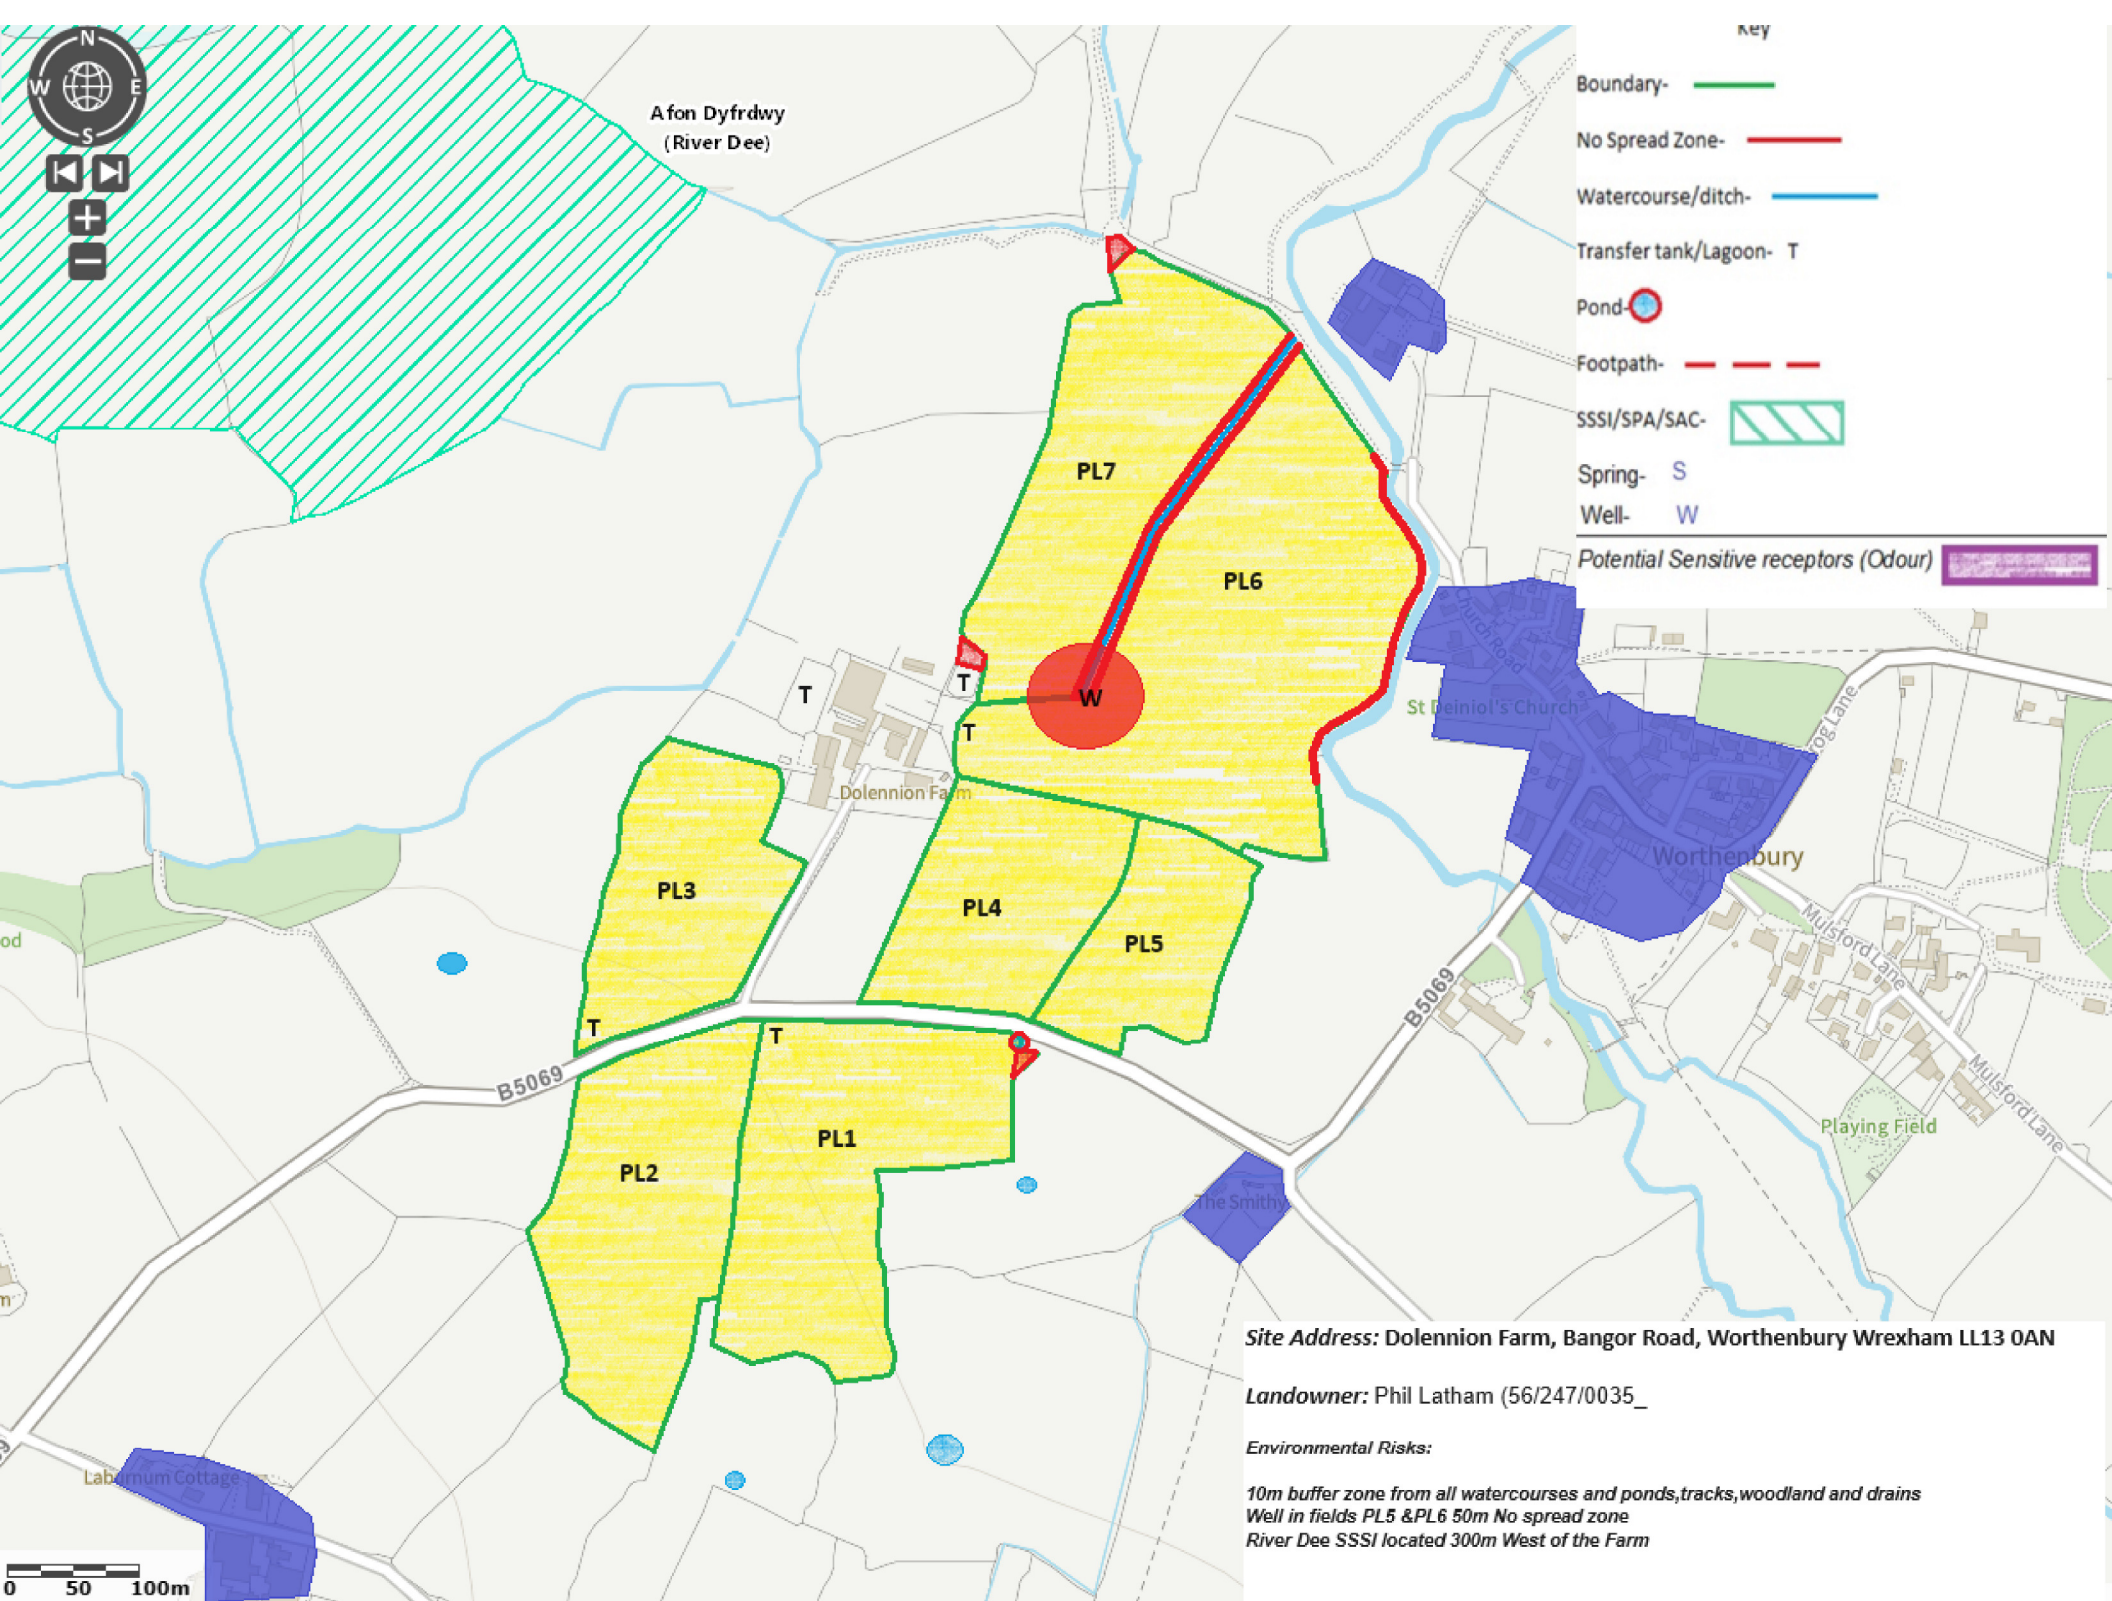 N
W
E
S
Afon Dyfrdwy
(River Dee)
Key
Boundary-
No Spread Zone-
Watercourse/ditch-
Transfer tank/Lagoon- T
Pond-
Footpath-
SSSI/SPA/SAC-
Spring- S
Well- W
Potential Sensitive receptors (Odour)
PL7
PL6
Church Road
T
T
W
T
St Deiniol's Church
Frog Lane
Dolennion Farm
Worthenbury
PL3
PL4
PL5
od
Mulsford Lane
B5069
T
T
B5069
Mulsford Lane
PL1
PL2
Playing Field
The Smithy
m
Laburnum Cottage
Site Address: Dolennion Farm, Bangor Road, Worthenbury Wrexham LL13 0AN
Landowner: Phil Latham (56/247/0035_
Environmental Risks:
10m buffer zone from all watercourses and ponds,tracks,woodland and drains
Well in fields PL5 &PL6 50m No spread zone
River Dee SSSI located 300m West of the Farm
0 50 100m